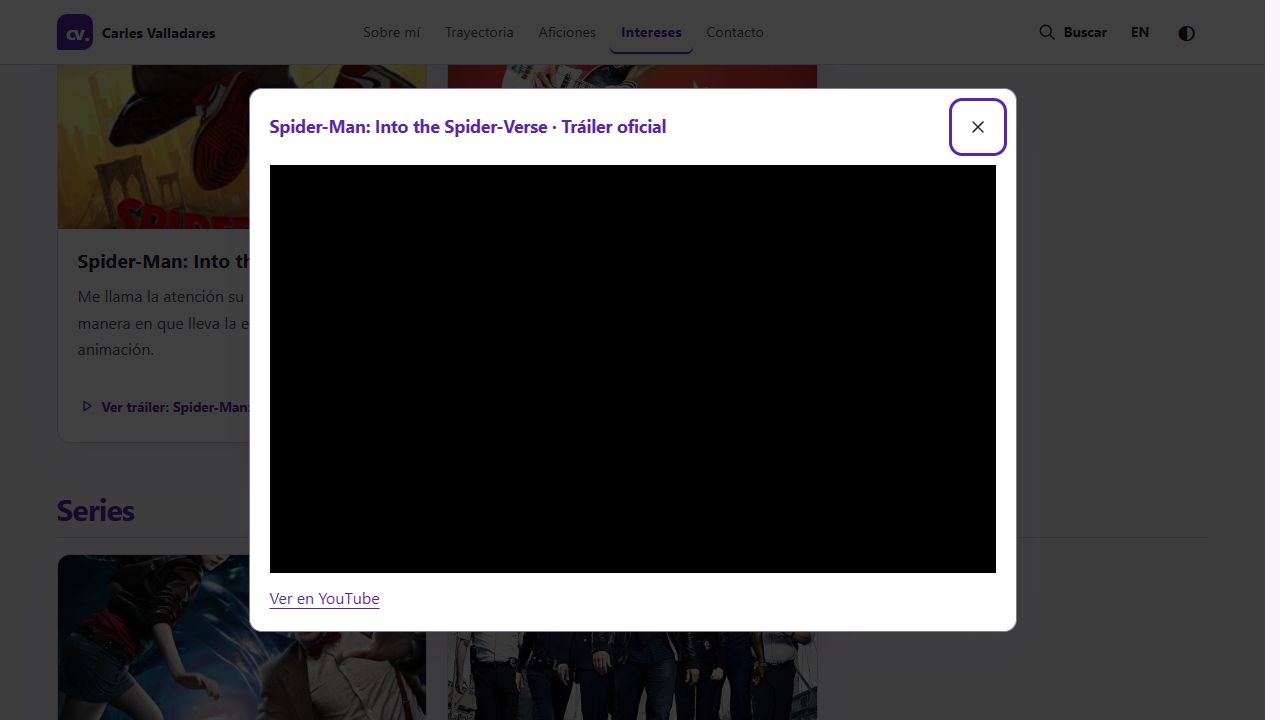 cv.
Carles Valladares
Sobre mí
Trayectoria
Aficiones
Intereses
Contacto
Buscar
EN
Spider-Man: Into the Spider-Verse · Tráiler oficial
Spider-Man: Into th
Me llama la atención su
manera en que lleva la e
animación.
Ver tráiler: Spider-Man:
Ver en YouTube
Series